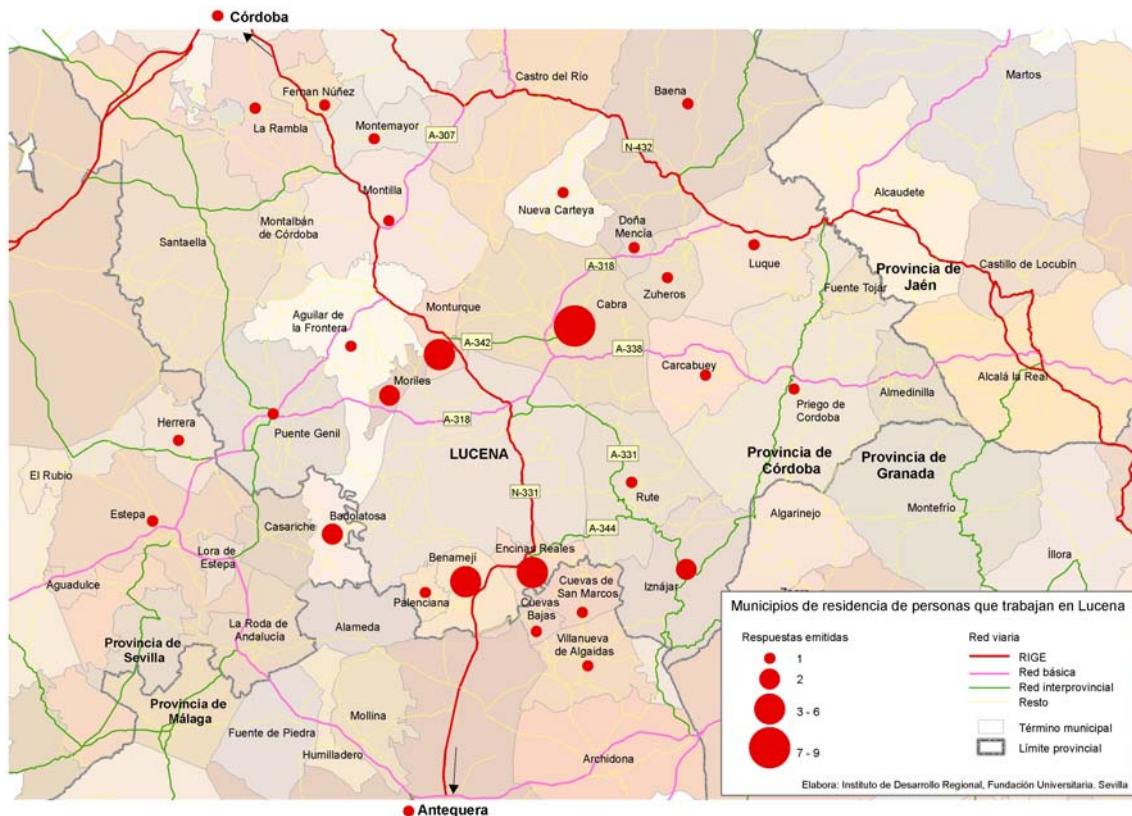 Córdoba
Castro del Río
Martos
Fernan Núñez
Baena
La Rambla
Montemayor
A-307
N-432
Montilla
Nueva Carteya
Alcaudete
Montalbán
de Córdoba
Doña
Mencía
Santaella
Luque
A-318
Castillo de Locubín
Provincia de
Jaén
Zuheros
Fuente Tojar
Monturque
Cabra
Aguilar de
la Frontera
A-342
A-338
Carcabuey
Alcalá la Real
Moriles
Almedinilla
Priego de
Cordoba
Herrera
A-318
Puente Genil
LUCENA
A-331
Provincia de
Córdoba
Provincia de
Granada
El Rubio
N-331
Rute
Montefrío
Estepa
Badolatosa
Algarinejo
Casariche
A-344
Lora de
Estepa
Encinas Reales
Benamejí
Íllora
Aguadulce
Cuevas de
San Marcos
Iznájar
Palenciana
Cuevas
Bajas
La Roda de
Andalucía
Alameda
Villanueva
de Algaidas
Provincia de
Sevilla
Provincia de
Málaga
Mollina
Fuente de Piedra
Humilladero
Archidona
Antequera
Municipios de residencia de personas que trabajan en Lucena
Respuestas emitidas
1
2
3 - 6
7 - 9
Red viaria
RIGE
Red básica
Red interprovincial
Resto
Término municipal
Límite provincial
Elabora: Instituto de Desarrollo Regional, Fundación Universitaria. Sevilla